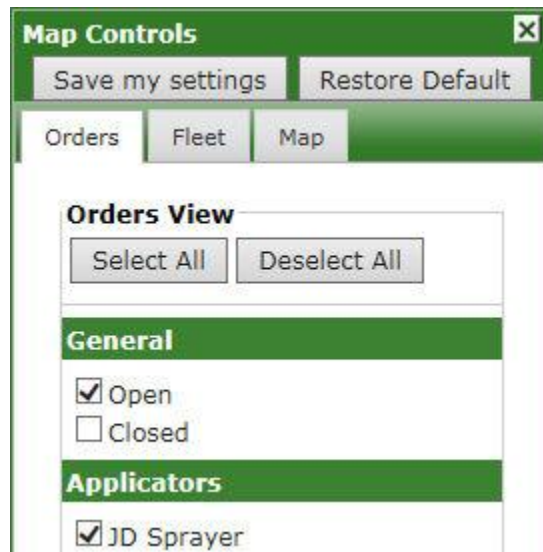 Map Controls
Save my settings Restore Default
Orders Fleet Map
Orders View
Select All Deselect All
General
Open
Closed
Applicators
JD Sprayer